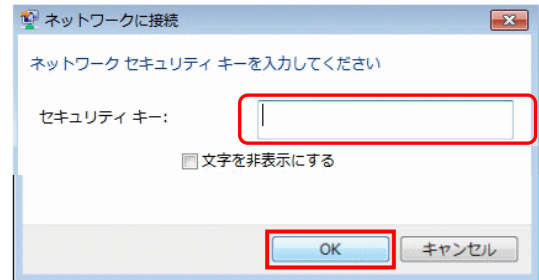 ネットワークに接続
ネットワーク セキュリティ キーを入力してください
セキュリティ キー:
文字を非表示にする
OK キャンセル